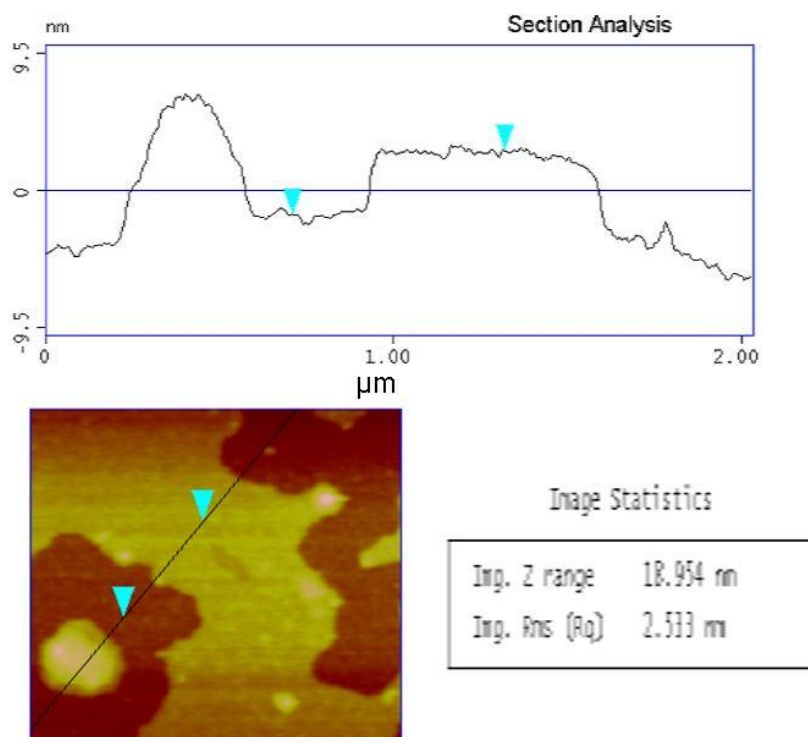 nm
Section Analysis
9.5
0
-9.5
0
1.00
2.00
µm
Image Statistics
Img. Z range 18.954 nm
Img. Rms (Rq) 2.533 nm